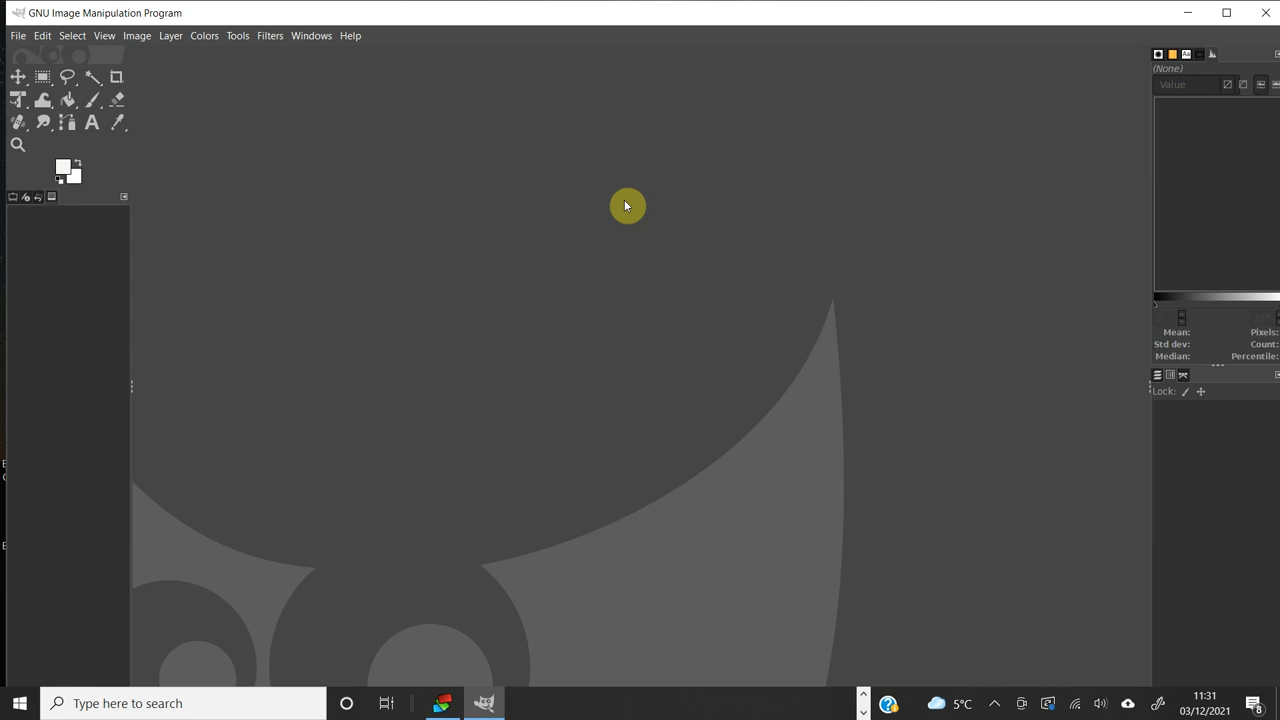 GNU Image Manipulation Program
File Edit Select View Image Layer Colors Tools Filters Windows Help
(None)
Value
Mean: Pixels:
Std dev: Count:
Median: Percentile:
Lock:
Type here to search
5°C
11:31
03/12/2021
8